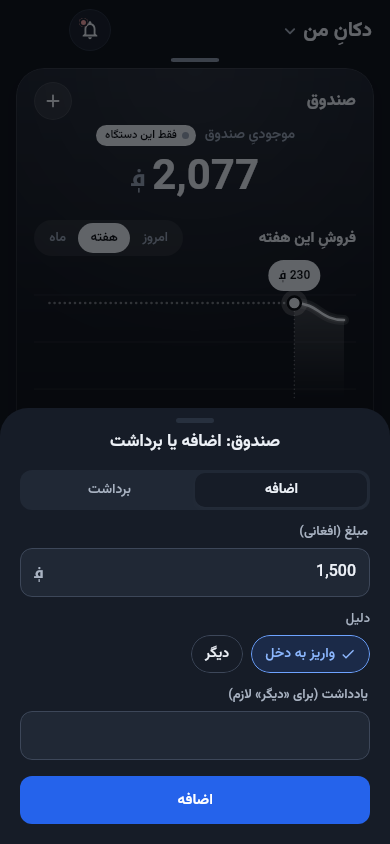 دکانِ من
صندوق
موجودیِ صندوق
فقط این دستگاه
2,077 ؋
فروشِ این هفته
امروز
هفته
ماه
230 ؋
صندوق: اضافه یا برداشت
اضافه
برداشت
مبلغ (افغانی)
1,500
؋
دلیل
واریز به دخل
دیگر
یادداشت (برای «دیگر» لازم)
اضافه